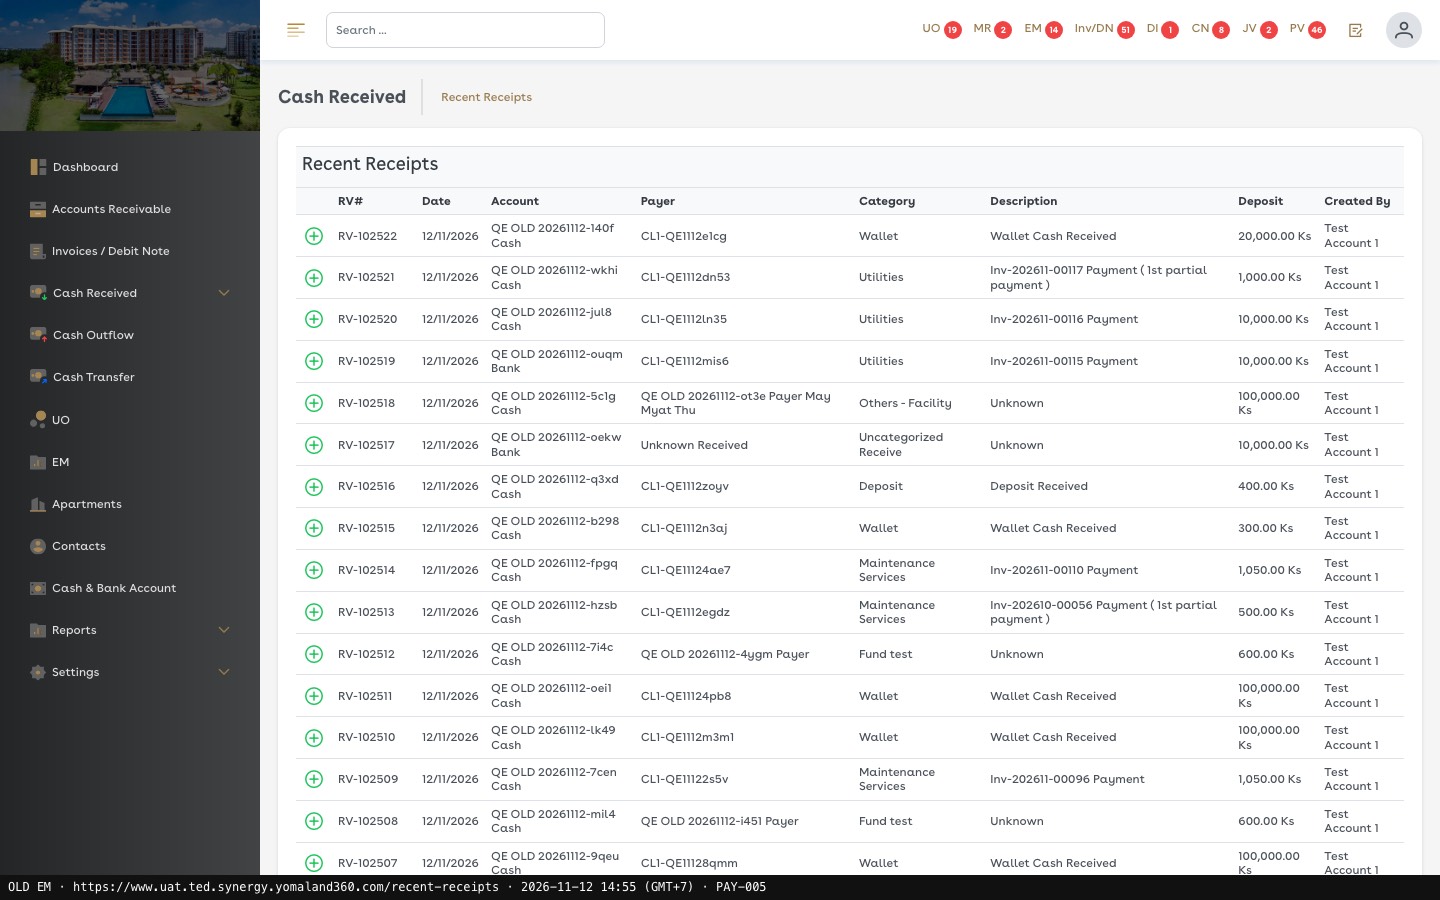 Search ...
UO 19 MR 2 EM 14 Inv/DN 51 DI 1 CN 8 JV 2 PV 46
Dashboard
Accounts Receivable
Invoices / Debit Note
Cash Received
Cash Outflow
Cash Transfer
UO
EM
Apartments
Contacts
Cash & Bank Account
Reports
Settings
Cash Received
Recent Receipts
Recent Receipts
RV# Date Account Payer Category Description Deposit Created By
RV-102522 12/11/2026 QE OLD 20261112-140f Cash CL1-QE1112e1cg Wallet Wallet Cash Received 20,000.00 Ks Test Account 1
RV-102521 12/11/2026 QE OLD 20261112-wkhi Cash CL1-QE1112dn53 Utilities Inv-202611-00117 Payment ( 1st partial payment ) 1,000.00 Ks Test Account 1
RV-102520 12/11/2026 QE OLD 20261112-jul8 Cash CL1-QE1112ln35 Utilities Inv-202611-00116 Payment 10,000.00 Ks Test Account 1
RV-102519 12/11/2026 QE OLD 20261112-ouqm Bank CL1-QE1112mis6 Utilities Inv-202611-00115 Payment 10,000.00 Ks Test Account 1
RV-102518 12/11/2026 QE OLD 20261112-5c1g Cash QE OLD 20261112-ot3e Payer May Myat Thu Others - Facility Unknown 100,000.00 Ks Test Account 1
RV-102517 12/11/2026 QE OLD 20261112-oekw Bank Unknown Received Uncategorized Receive Unknown 10,000.00 Ks Test Account 1
RV-102516 12/11/2026 QE OLD 20261112-q3xd Cash CL1-QE1112zoyv Deposit Deposit Received 400.00 Ks Test Account 1
RV-102515 12/11/2026 QE OLD 20261112-b298 Cash CL1-QE1112n3aj Wallet Wallet Cash Received 300.00 Ks Test Account 1
RV-102514 12/11/2026 QE OLD 20261112-fpgq Cash CL1-QE11124ae7 Maintenance Services Inv-202611-00110 Payment 1,050.00 Ks Test Account 1
RV-102513 12/11/2026 QE OLD 20261112-hzsb Cash CL1-QE1112egdz Maintenance Services Inv-202610-00056 Payment ( 1st partial payment ) 500.00 Ks Test Account 1
RV-102512 12/11/2026 QE OLD 20261112-7i4c Cash QE OLD 20261112-4ygm Payer Fund test Unknown 600.00 Ks Test Account 1
RV-102511 12/11/2026 QE OLD 20261112-oei1 Cash CL1-QE11124pb8 Wallet Wallet Cash Received 100,000.00 Ks Test Account 1
RV-102510 12/11/2026 QE OLD 20261112-lk49 Cash CL1-QE1112m3m1 Wallet Wallet Cash Received 100,000.00 Ks Test Account 1
RV-102509 12/11/2026 QE OLD 20261112-7cen Cash CL1-QE11122s5v Maintenance Services Inv-202611-00096 Payment 1,050.00 Ks Test Account 1
RV-102508 12/11/2026 QE OLD 20261112-mil4 Cash QE OLD 20261112-i451 Payer Fund test Unknown 600.00 Ks Test Account 1
RV-102507 12/11/2026 QE OLD 20261112-9qeu Cash CL1-QE11128qmm Wallet Wallet Cash Received 100,000.00 Ks Test Account 1
OLD EM · https://www.uat.ted.synergy.yomaland360.com/recent-receipts · 2026-11-12 14:55 (GMT+7) · PAY-005